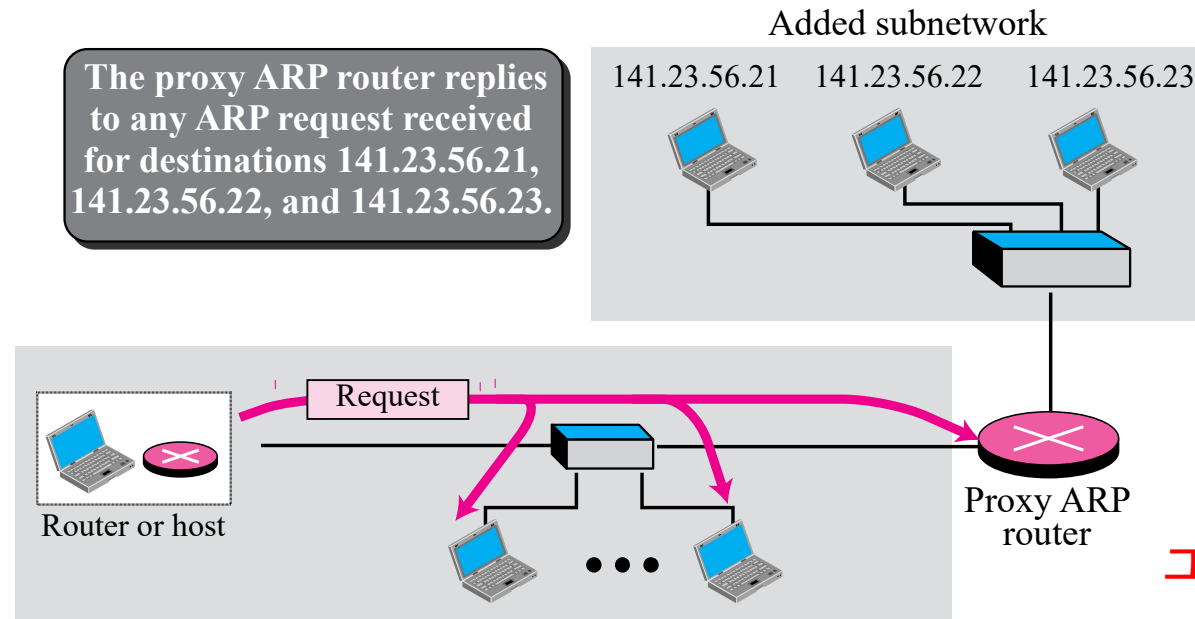 Added subnetwork
The proxy ARP router replies
to any ARP request received
for destinations 141.23.56.21,
141.23.56.22, and 141.23.56.23.
141.23.56.21
141.23.56.22
141.23.56.23
Request
Router or host
Proxy ARP
router